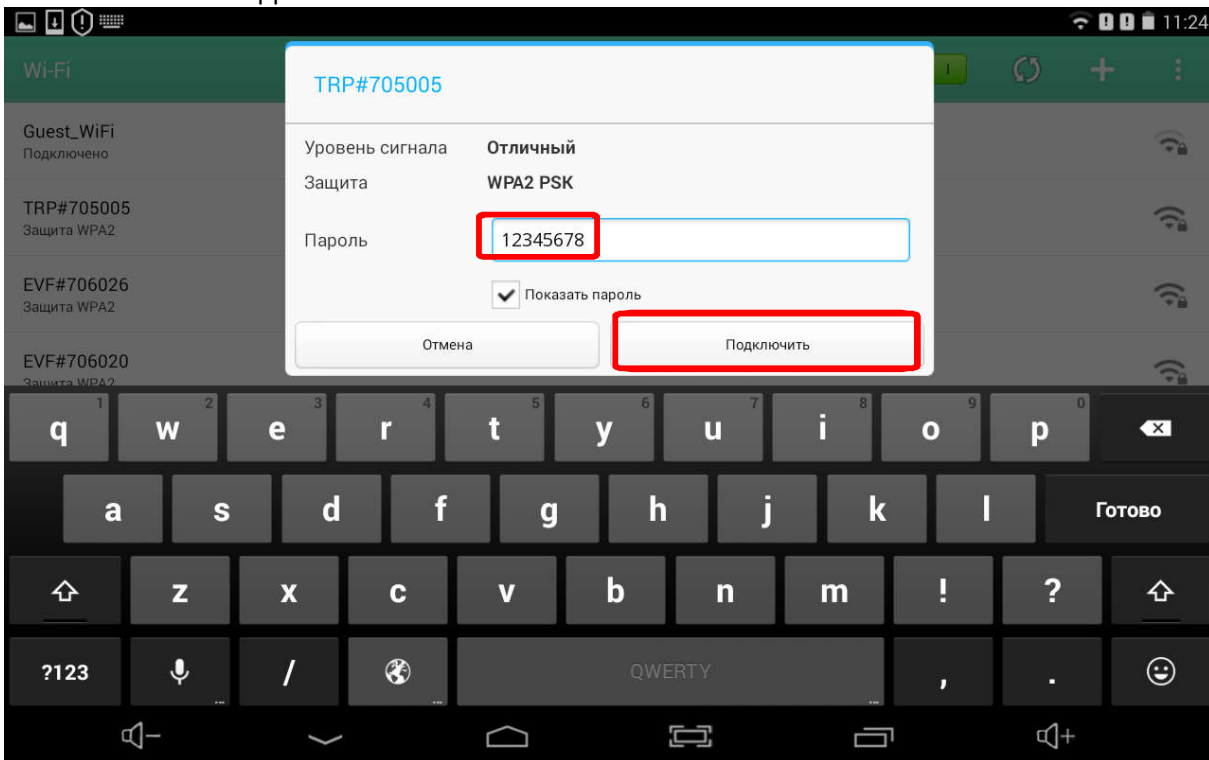 11:24
Wi-Fi
TRP#705005
Guest_WiFi
Подключено
Уровень сигнала Отличный
Защита WPA2 PSK
TRP#705005
Защита WPA2
Пароль 12345678
EVF#706026
Защита WPA2
Показать пароль
Отмена Подключить
EVF#706020
Защита WPA2
1 2 3 4 5 6 7 8 9 0
q w e r t y u i o p
a s d f g h j k l Готово
z x c v b n m ! ?
?123 / QWERTY , .